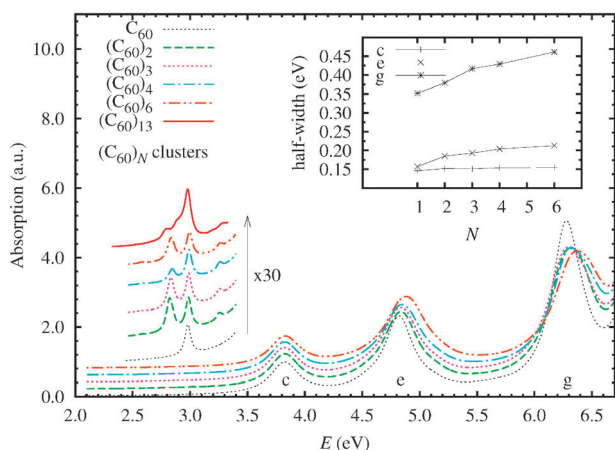 C60
(C60)2
(C60)3
(C60)4
(C60)6
(C60)13
(C60)N clusters
Absorption (a.u.)
10.0
8.0
6.0
4.0
2.0
0.0
2.0 2.5 3.0 3.5 4.0 4.5 5.0 5.5 6.0 6.5
E (eV)
x30
c
e
g
c
e
g
half-width (eV)
0.45
0.40
0.35
0.30
0.25
0.20
0.15
1 2 3 4 5 6
N